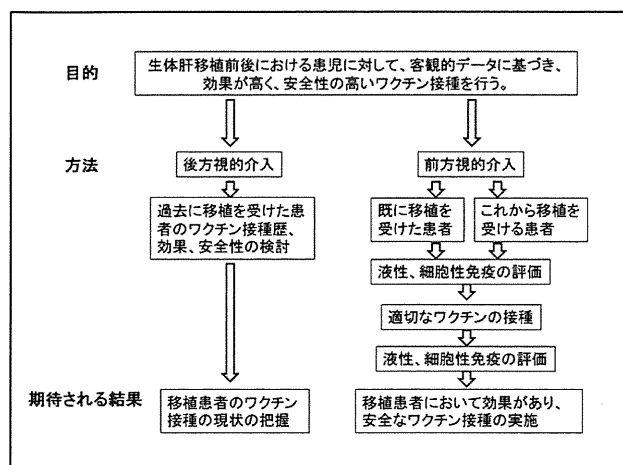 目的
生体肝移植前後における患児に対して、客観的データに基づき、
効果が高く、安全性の高いワクチン接種を行う。
方法
後方視的介入
前方視的介入
過去に移植を受けた患
者のワクチン接種歴、
効果、安全性の検討
既に移植を
受けた患者
これから移植を
受ける患者
液性、細胞性免疫の評価
適切なワクチンの接種
液性、細胞性免疫の評価
期待される結果
移植患者のワクチン
接種の現状の把握
移植患者において効果があり、
安全なワクチン接種の実施